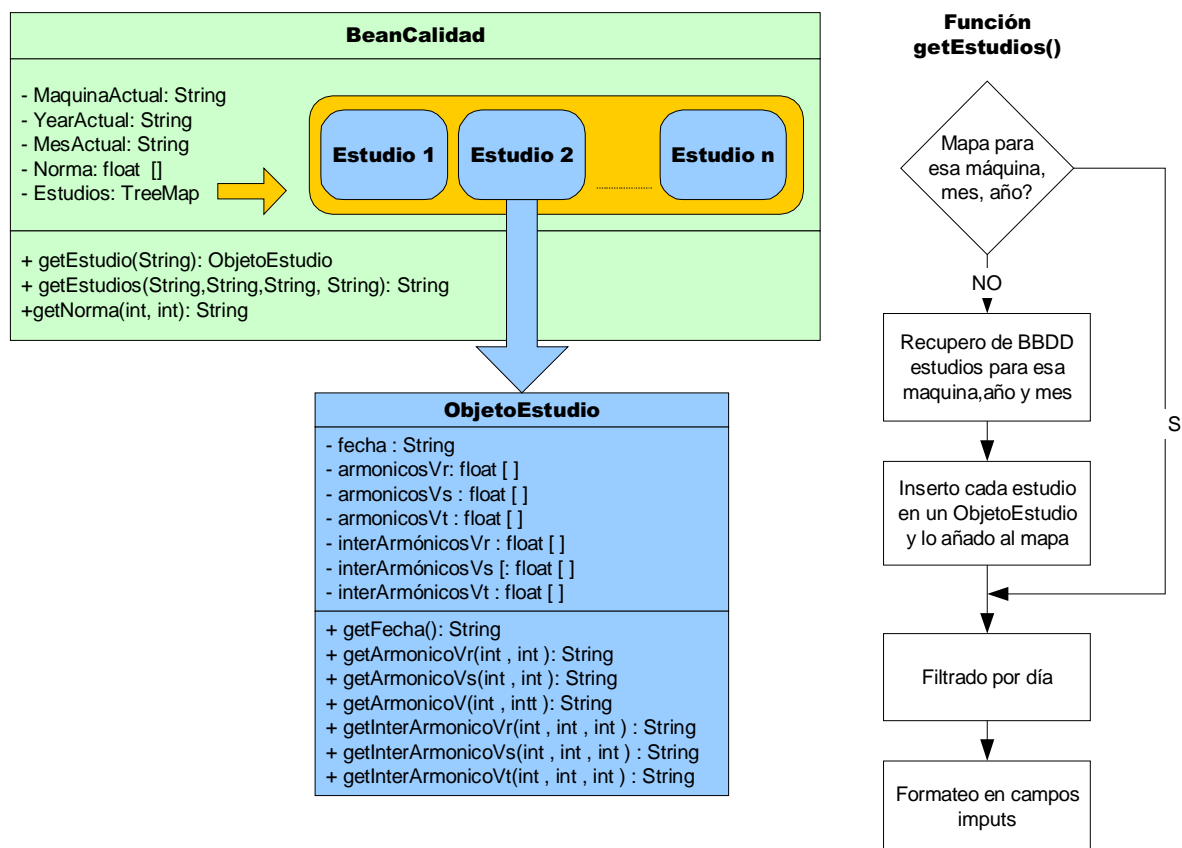 BeanCalidad
- MaquinaActual: String
- YearActual: String
- MesActual: String
- Norma: float  []
- Estudios: TreeMap
Estudio 1
Estudio 2
Estudio n
+ getEstudio(String): ObjetoEstudio
+ getEstudios(String,String,String, String): String
+getNorma(int, int): String
ObjetoEstudio
- fecha : String
- armonicosVr: float [ ]
- armonicosVs : float [ ]
- armonicosVt : float [ ]
- interArmónicosVr : float [ ]
- interArmónicosVs [: float [ ]
- interArmónicosVt : float [ ]
+ getFecha(): String
+ getArmonicoVr(int , int ): String
+ getArmonicoVs(int , int ): String
+ getArmonicoV(int , intt ): String
+ getInterArmonicoVr(int , int , int ) : String
+ getInterArmonicoVs(int , int , int ) : String
+ getInterArmonicoVt(int , int , int ) : String
Función
getEstudios()
Mapa para
esa máquina,
mes, año?
NO
S
Recupero de BBDD
estudios para esa
maquina,año y mes
Inserto cada estudio
en un ObjetoEstudio
y lo añado al mapa
Filtrado por día
Formateo en campos
imputs